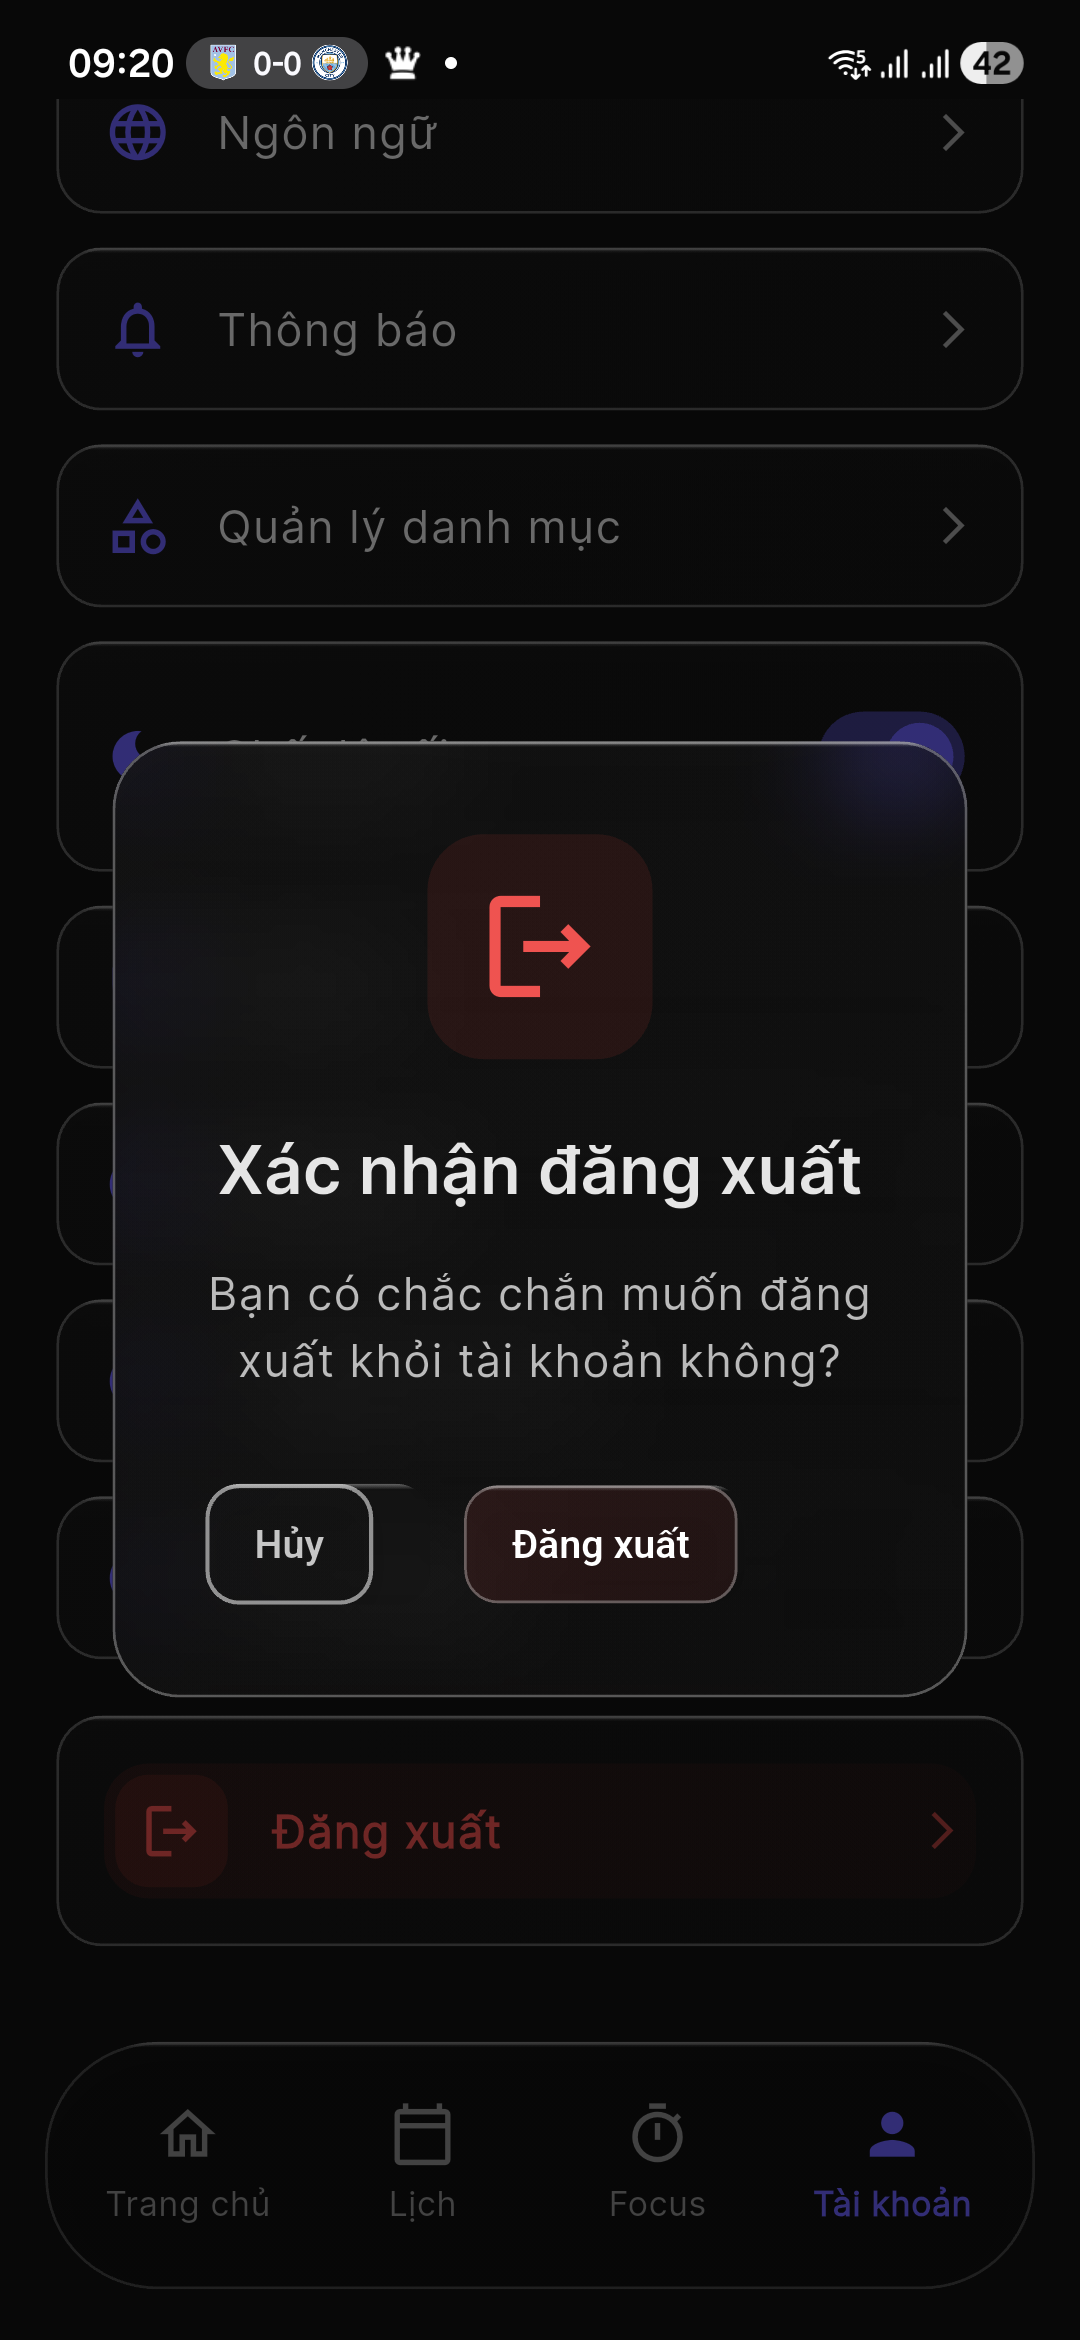 09:20
AVFC
0-0
5
42
Ngôn ngữ
Thông báo
Quản lý danh mục
Xác nhận đăng xuất
Bạn có chắc chắn muốn đăng
xuất khỏi tài khoản không?
Hủy
Đăng xuất
Đăng xuất
Trang chủ
Lịch
Focus
Tài khoản